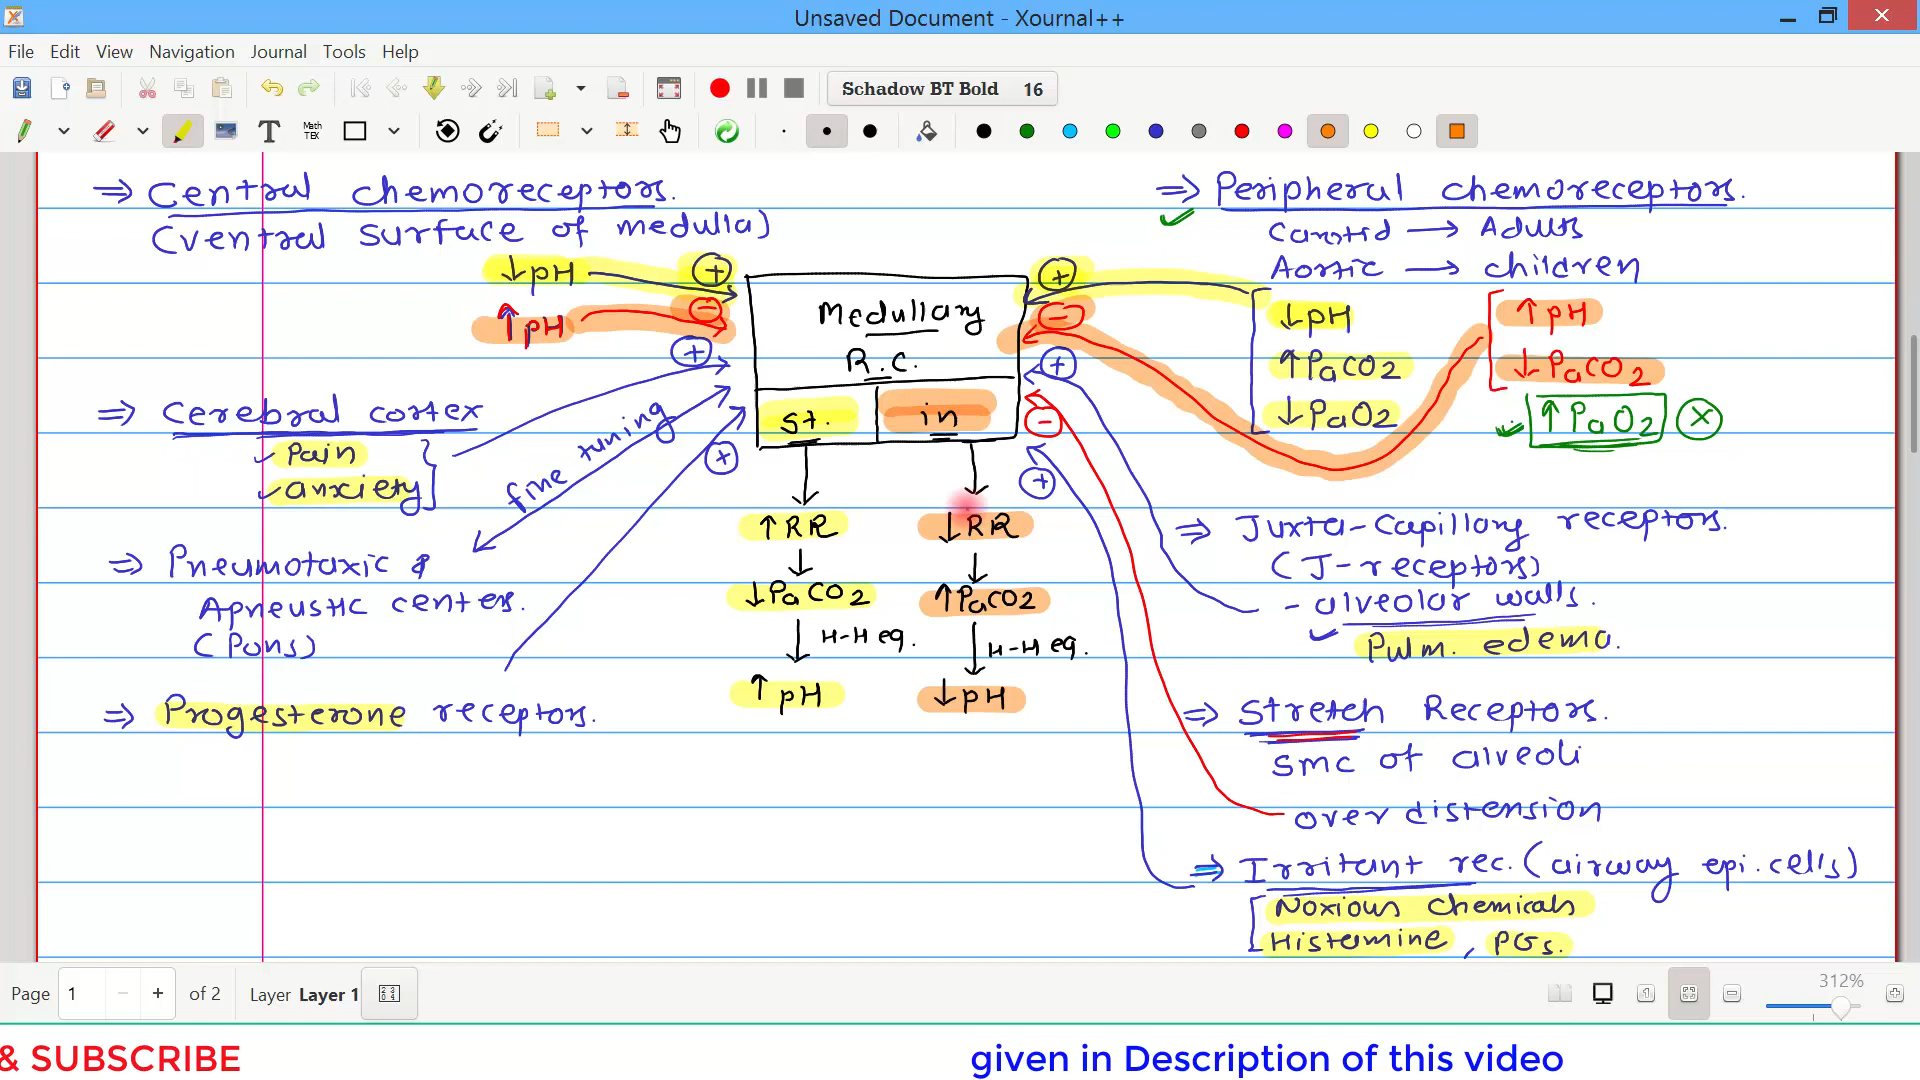 Unsaved Document - Xournal++
File Edit View Navigation Journal Tools Help
Schadow BT Bold 16
Math
TEX
⇒ Central chemoreceptors.
(ventral surface of medulla)
↓pH (+)
↑pH (-)
(+)
⇒ Cerebral cortex
✓ Pain
✓ anxiety
fine tuning
(+)
⇒ Pneumotaxic &
Apneustic centers.
(Pons)
⇒ Progesterone receptors.
Medullary
R.C.
St. in
↑RR
↓PaCO2
H-H eq.
↑pH
↓RR
↑PaCO2
H-H eq.
↓pH
⇒ Peripheral chemoreceptors.
✓
Carotid → Adults
Aortic → children
(+)
(-)
↓pH
↑PaCO2
↓PaO2
↑pH
↓PaCO2
✓ ↑PaO2 (X)
(+)
(-)
(+)
⇒ Juxta-Capillary receptors.
(J-receptors)
- alveolar walls.
✓ Pulm. edema.
⇒ Stretch Receptors.
smc of alveoli
over distension
⇒ Irritant rec. (airway epi. cells)
Noxious chemicals
Histamine, PGs.
Page 1 of 2 Layer Layer 1
312%
& SUBSCRIBE
given in Description of this video